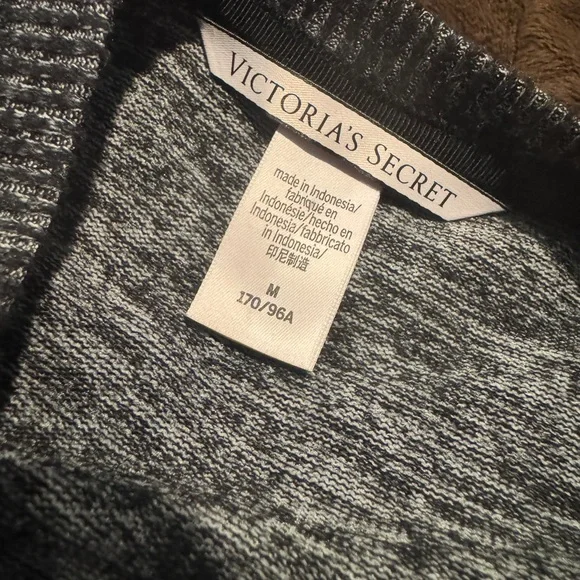 VICTORIA'S SECRET
made in Indonesia/
fabriqué en
Indonésie/hecho en
Indonesia/fabbricato
in Indonesia/
印尼制造
M
170/96A